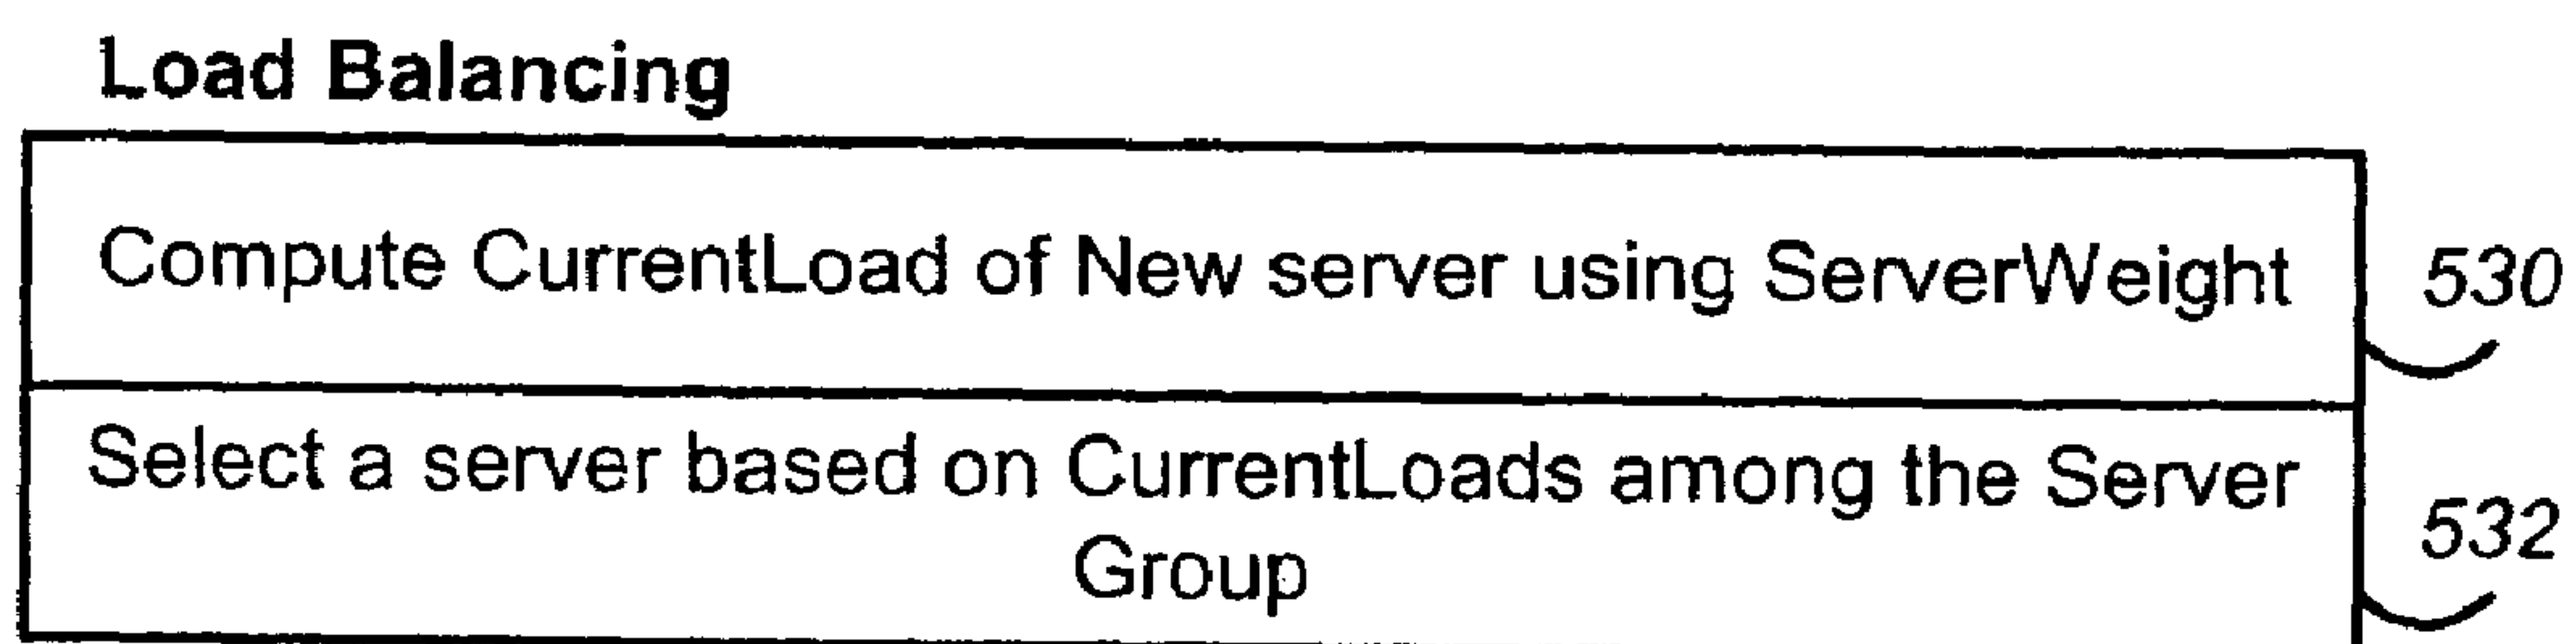 Load Balancing
Compute CurrentLoad of New server using ServerWeight
530
Select a server based on CurrentLoads among the Server
Group
532